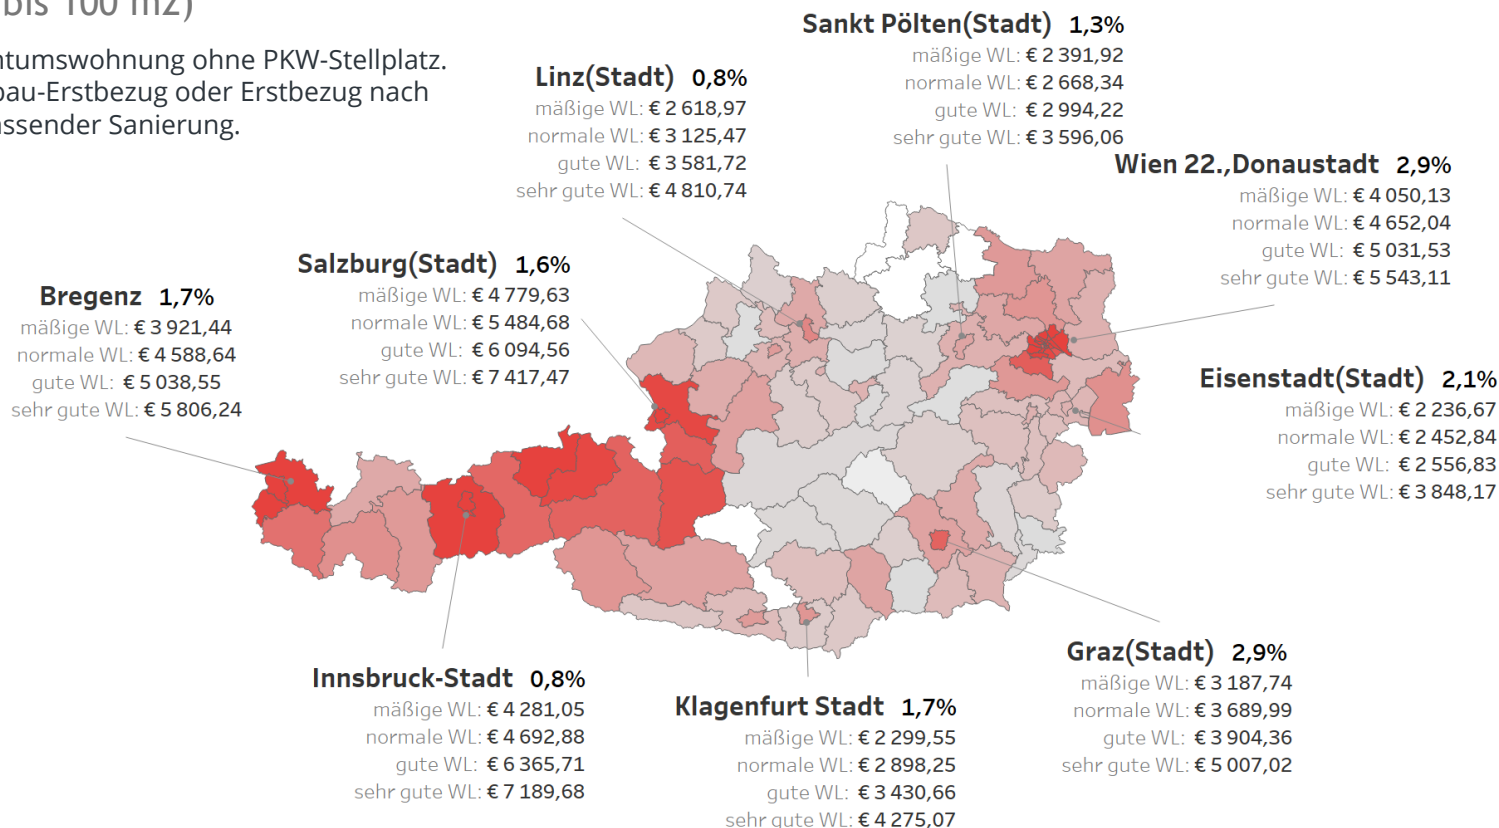 bis 100 m2)
ntumswohnung ohne PKW-Stellplatz.
bau-Erstbezug oder Erstbezug nach
assender Sanierung.
Sankt Pölten(Stadt) 1,3%
mäßige WL: € 2 391,92
normale WL: € 2 668,34
gute WL: € 2 994,22
sehr gute WL: € 3 596,06
Linz(Stadt) 0,8%
mäßige WL: € 2 618,97
normale WL: € 3 125,47
gute WL: € 3 581,72
sehr gute WL: € 4 810,74
Wien 22.,Donaustadt 2,9%
mäßige WL: € 4 050,13
normale WL: € 4 652,04
gute WL: € 5 031,53
sehr gute WL: € 5 543,11
Salzburg(Stadt) 1,6%
mäßige WL: € 4 779,63
normale WL: € 5 484,68
gute WL: € 6 094,56
sehr gute WL: € 7 417,47
Bregenz 1,7%
mäßige WL: € 3 921,44
normale WL: € 4 588,64
gute WL: € 5 038,55
sehr gute WL: € 5 806,24
Eisenstadt(Stadt) 2,1%
mäßige WL: € 2 236,67
normale WL: € 2 452,84
gute WL: € 2 556,83
sehr gute WL: € 3 848,17
Innsbruck-Stadt 0,8%
mäßige WL: € 4 281,05
normale WL: € 4 692,88
gute WL: € 6 365,71
sehr gute WL: € 7 189,68
Klagenfurt Stadt 1,7%
mäßige WL: € 2 299,55
normale WL: € 2 898,25
gute WL: € 3 430,66
sehr gute WL: € 4 275,07
Graz(Stadt) 2,9%
mäßige WL: € 3 187,74
normale WL: € 3 689,99
gute WL: € 3 904,36
sehr gute WL: € 5 007,02